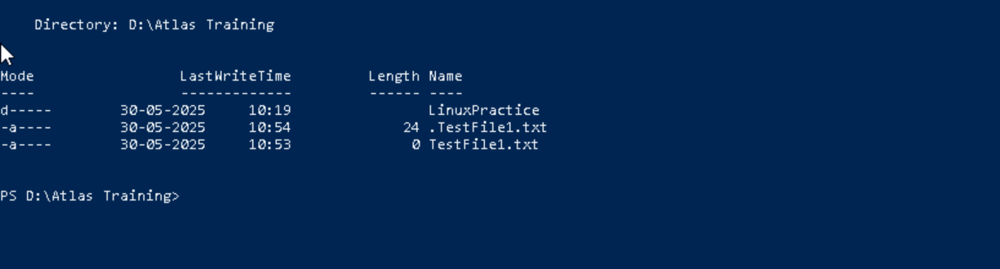 Directory: D:\Atlas Training
Mode LastWriteTime Length Name
---- ------------- ------ ----
d----- 30-05-2025 10:19 LinuxPractice
-a---- 30-05-2025 10:54 24 .TestFile1.txt
-a---- 30-05-2025 10:53 0 TestFile1.txt
PS D:\Atlas Training>